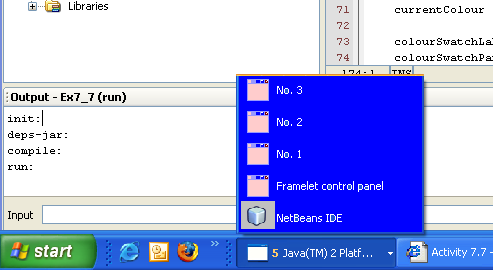 Libraries
71 currentColour
72
73 colourSwatchLa
74 colourSwatchPa
174:1 INS
Output - Ex7_7 (run)
init:
deps-jar:
compile:
run:
Input
No. 3
No. 2
No. 1
Framelet control panel
NetBeans IDE
start
5 Java(TM) 2 Platf...
Activity 7.7